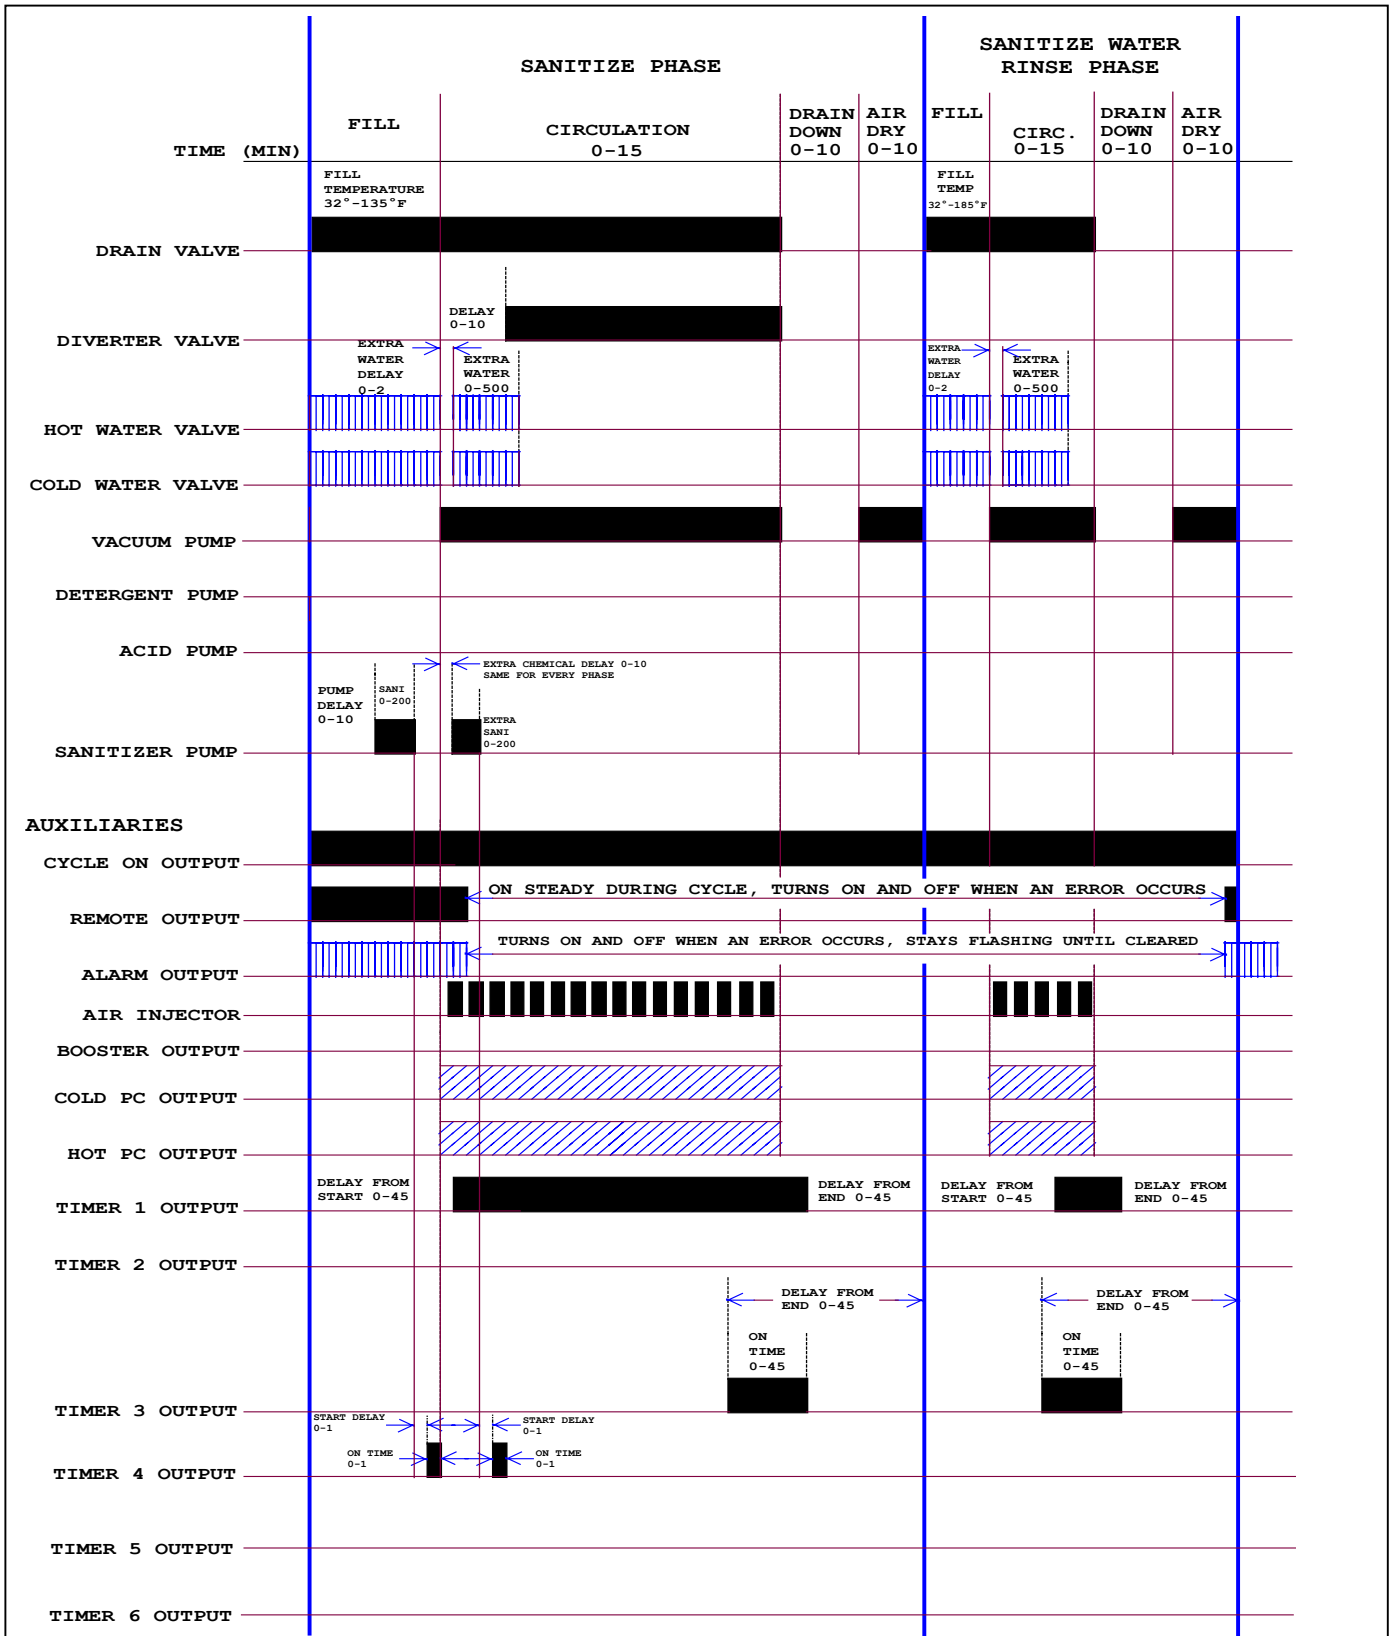 SANITIZE PHASE
SANITIZE WATER
RINSE PHASE
TIME (MIN)
FILL
CIRCULATION
0-15
DRAIN
DOWN
0-10
AIR
DRY
0-10
FILL
CIRC.
0-15
DRAIN
DOWN
0-10
AIR
DRY
0-10
FILL
TEMPERATURE
32°-135°F
FILL
TEMP
32°-185°F
DRAIN VALVE
DELAY
0-10
DIVERTER VALVE
EXTRA
WATER
DELAY
0-2
EXTRA
WATER
0-500
EXTRA
WATER
DELAY
0-2
EXTRA
WATER
0-500
HOT WATER VALVE
COLD WATER VALVE
VACUUM PUMP
DETERGENT PUMP
ACID PUMP
EXTRA CHEMICAL DELAY 0-10
SAME FOR EVERY PHASE
PUMP
DELAY
0-10
SANI
0-200
EXTRA
SANI
0-200
SANITIZER PUMP
AUXILIARIES
CYCLE ON OUTPUT
ON STEADY DURING CYCLE, TURNS ON AND OFF WHEN AN ERROR OCCURS
REMOTE OUTPUT
TURNS ON AND OFF WHEN AN ERROR OCCURS, STAYS FLASHING UNTIL CLEARED
ALARM OUTPUT
AIR INJECTOR
BOOSTER OUTPUT
COLD PC OUTPUT
HOT PC OUTPUT
DELAY FROM
START 0-45
DELAY FROM
END 0-45
DELAY FROM
START 0-45
DELAY FROM
END 0-45
TIMER 1 OUTPUT
TIMER 2 OUTPUT
DELAY FROM
END 0-45
DELAY FROM
END 0-45
ON
TIME
0-45
ON
TIME
0-45
TIMER 3 OUTPUT
START DELAY
0-1
START DELAY
0-1
ON TIME
0-1
ON TIME
0-1
TIMER 4 OUTPUT
TIMER 5 OUTPUT
TIMER 6 OUTPUT